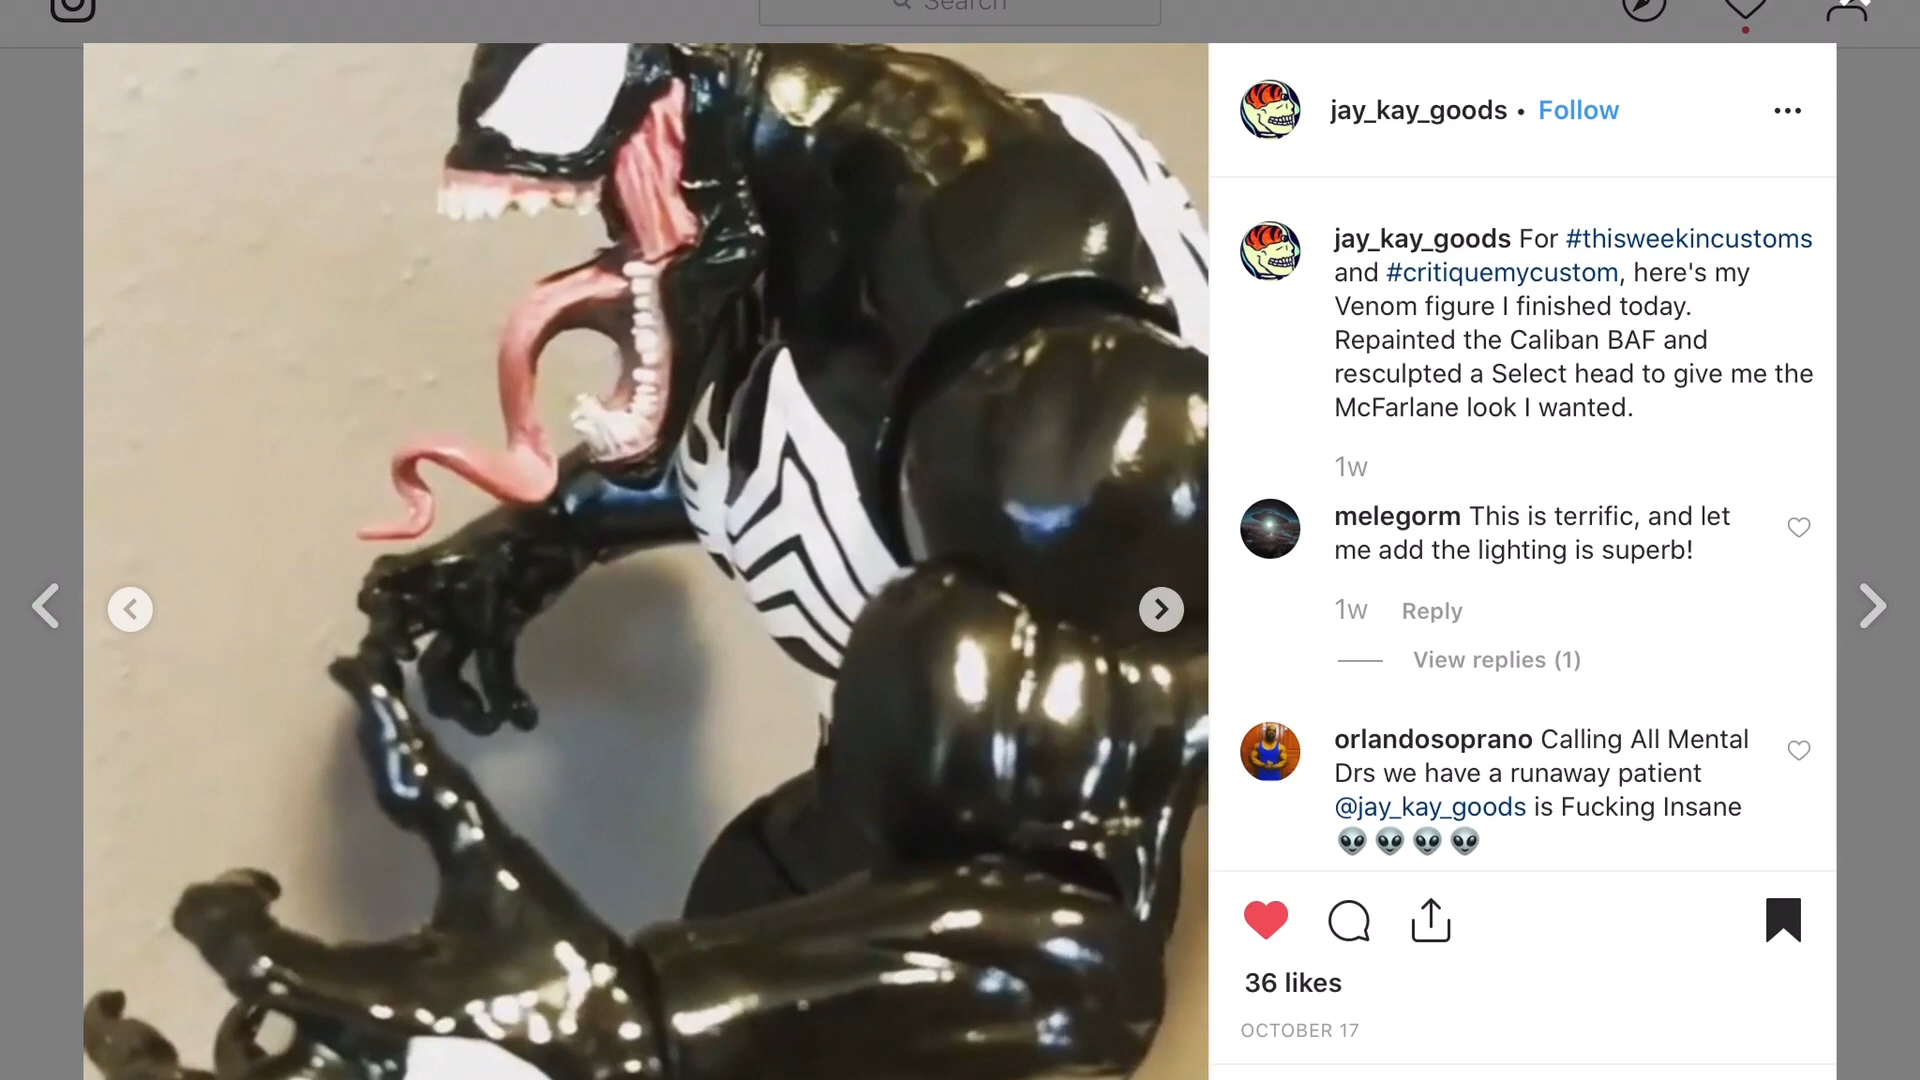 Search
jay_kay_goods • Follow
jay_kay_goods For #thisweekincustoms
and #critiquemycustom, here's my
Venom figure I finished today.
Repainted the Caliban BAF and
resculpted a Select head to give me the
McFarlane look I wanted.
1w
melegorm This is terrific, and let
me add the lighting is superb!
1w Reply
View replies (1)
orlandosoprano Calling All Mental
Drs we have a runaway patient
@jay_kay_goods is Fucking Insane
👽 👽 👽 👽
36 likes
OCTOBER 17